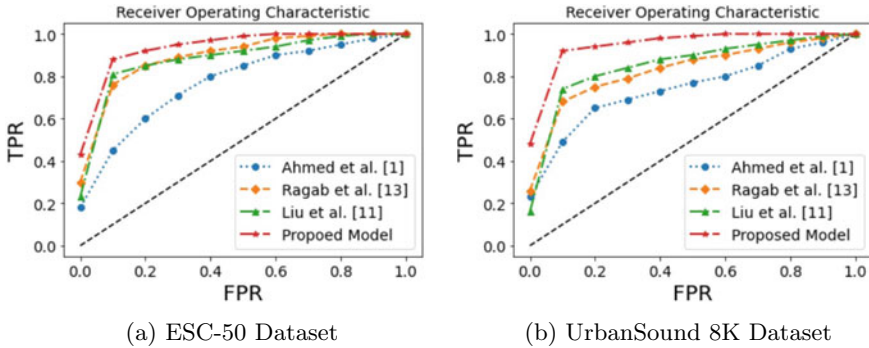 Receiver Operating Characteristic
1.0
0.8
0.6
0.4
0.2
0.0
TPR
0.0 0.2 0.4 0.6 0.8 1.0
FPR
Ahmed et al. [1]
Ragab et al. [13]
Liu et al. [11]
Propoed Model
(a) ESC-50 Dataset
Receiver Operating Characteristic
1.0
0.8
0.6
0.4
0.2
0.0
TPR
0.0 0.2 0.4 0.6 0.8 1.0
FPR
Ahmed et al. [1]
Ragab et al. [13]
Liu et al. [11]
Proposed Model
(b) UrbanSound 8K Dataset